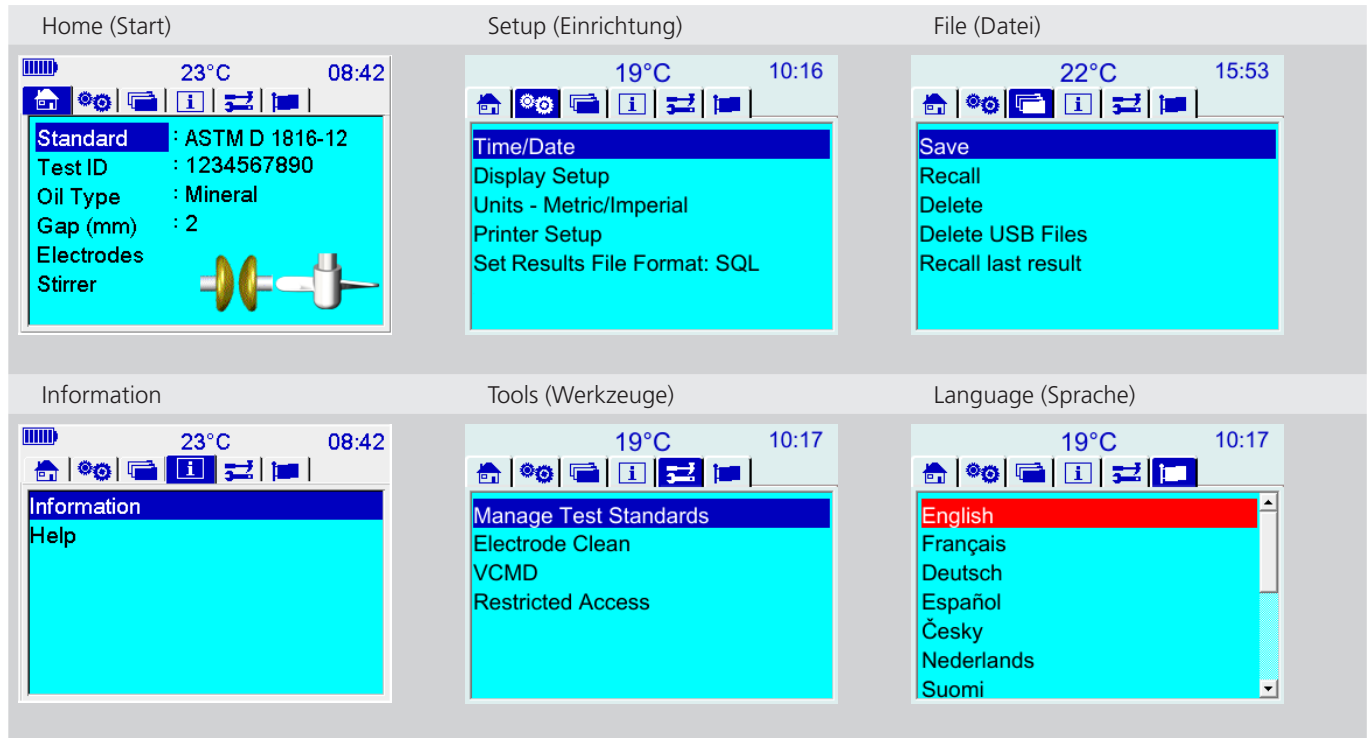 Home (Start)
23°C 08:42
Standard : ASTM D 1816-12
Test ID : 1234567890
Oil Type : Mineral
Gap (mm) : 2
Electrodes
Stirrer
Setup (Einrichtung)
19°C 10:16
i
Time/Date
Display Setup
Units - Metric/Imperial
Printer Setup
Set Results File Format: SQL
File (Datei)
22°C 15:53
i
Save
Recall
Delete
Delete USB Files
Recall last result
Information
23°C 08:42
i
Information
Help
Tools (Werkzeuge)
19°C 10:17
i
Manage Test Standards
Electrode Clean
VCMD
Restricted Access
Language (Sprache)
19°C 10:17
i
English
Français
Deutsch
Español
Česky
Nederlands
Suomi